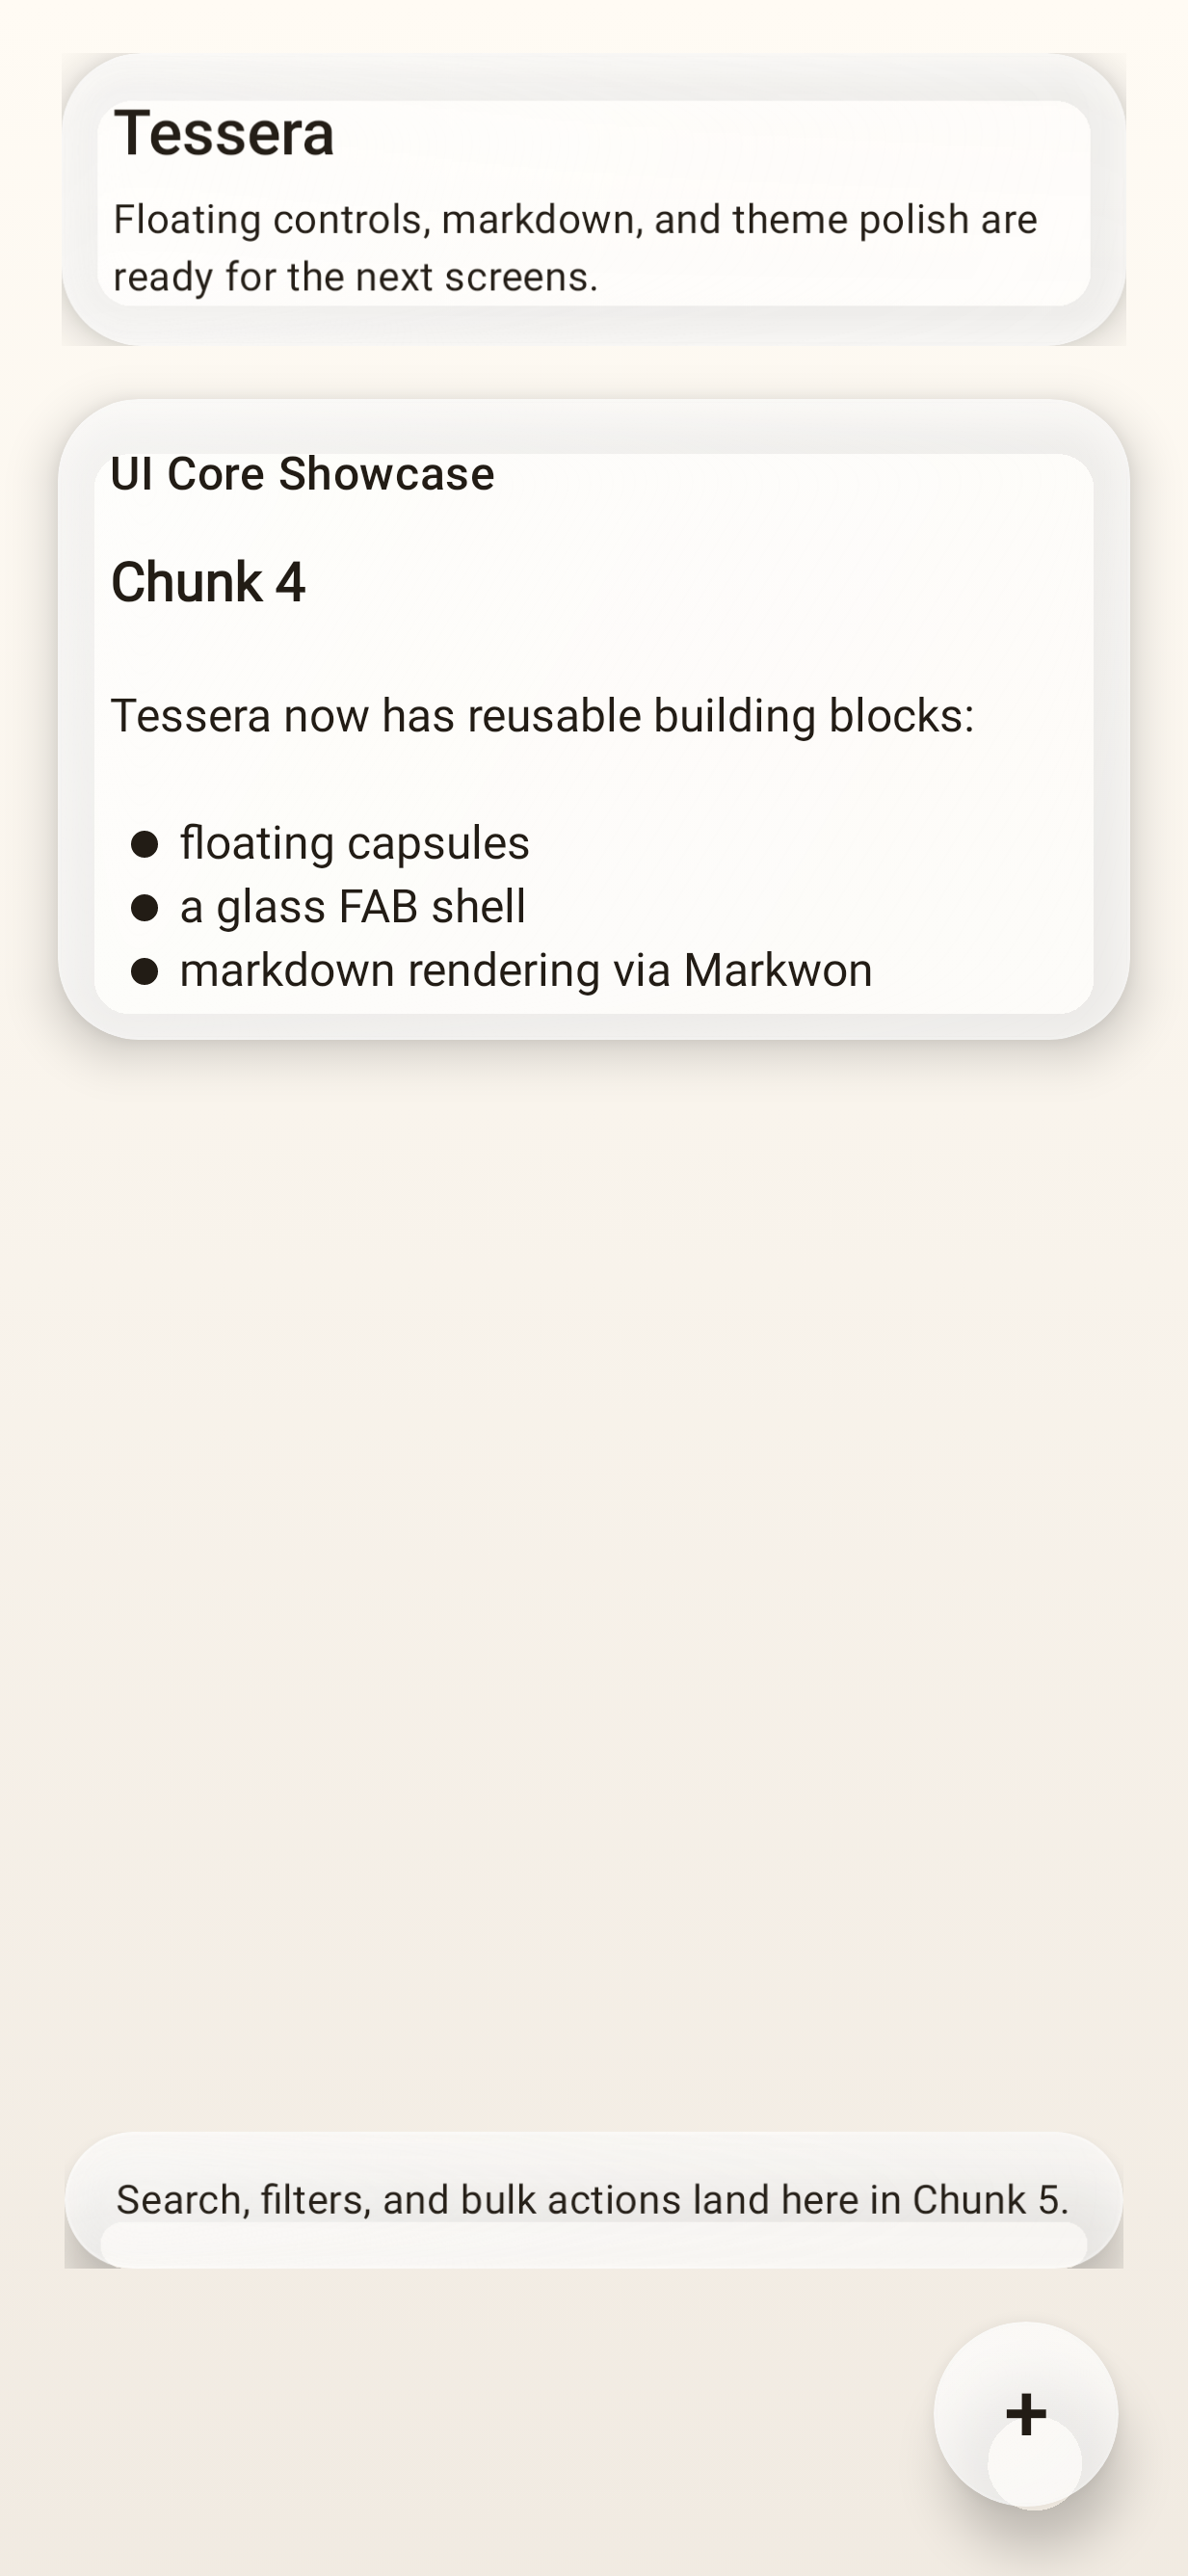 Tessera
Floating controls, markdown, and theme polish are
ready for the next screens.
UI Core Showcase
Chunk 4
Tessera now has reusable building blocks:
● floating capsules
● a glass FAB shell
● markdown rendering via Markwon
Search, filters, and bulk actions land here in Chunk 5.
+